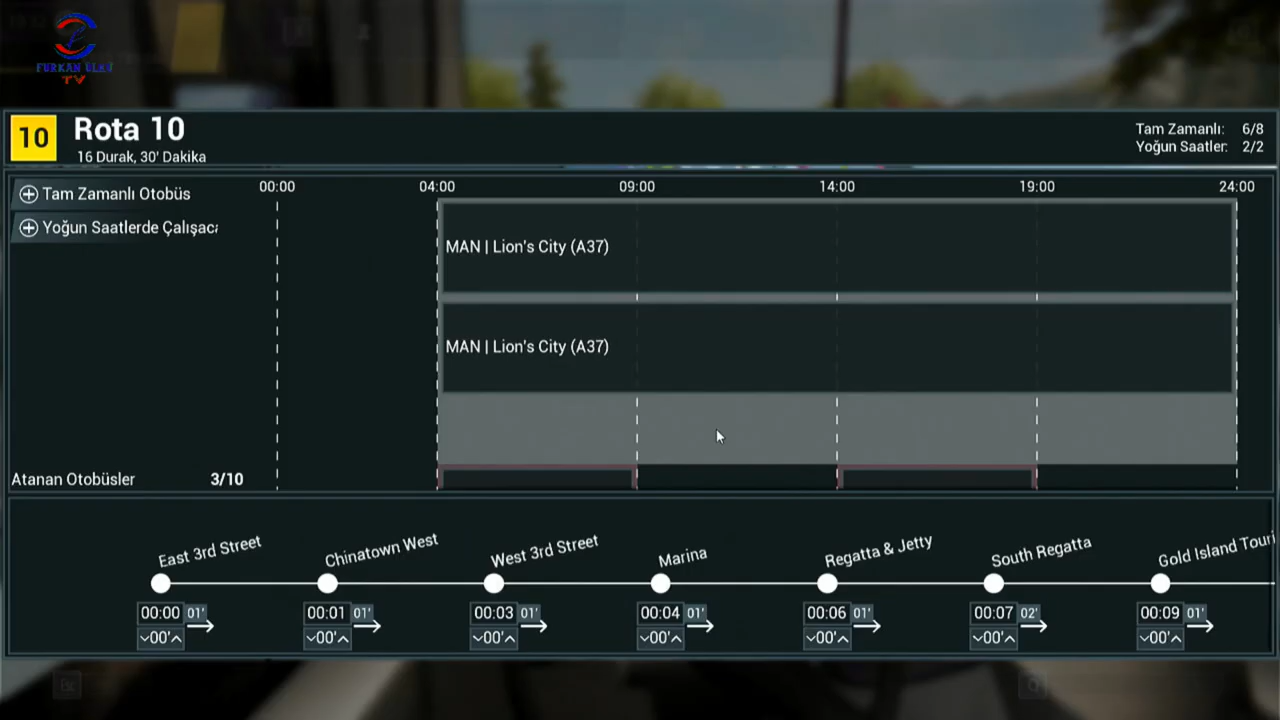 FURKAN ÜLKÜ
TV
10
Rota 10
16 Durak, 30' Dakika
Tam Zamanlı: 6/8
Yoğun Saatler: 2/2
Tam Zamanlı Otobüs
Yoğun Saatlerde Çalışaca
00:00 04:00 09:00 14:00 19:00 24:00
MAN | Lion's City (A37)
MAN | Lion's City (A37)
Atanan Otobüsler 3/10
East 3rd Street
Chinatown West
West 3rd Street
Marina
Regatta & Jetty
South Regatta
Gold Island Touri
00:00 01' 00:01 01' 00:03 01' 00:04 01' 00:06 01' 00:07 02' 00:09 01'
00' 00' 00' 00' 00' 00' 00'
Esc